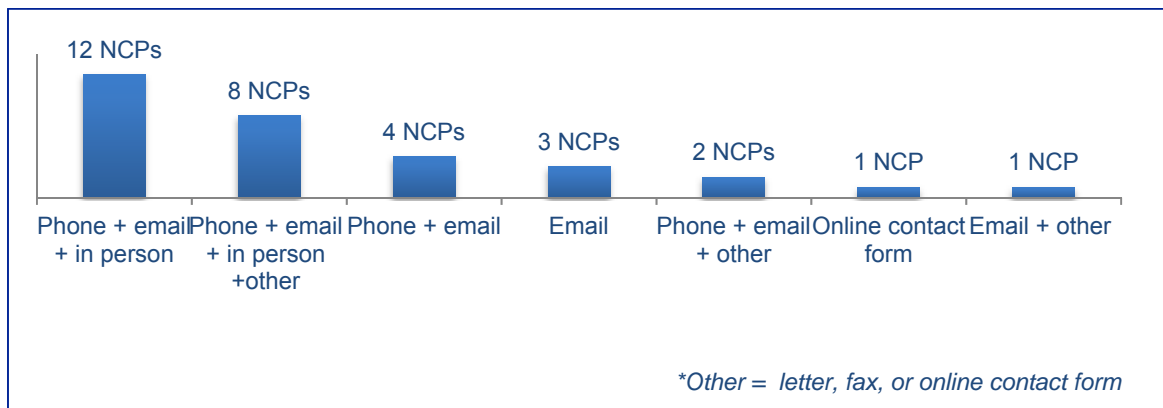 12 NCPs
8 NCPs
4 NCPs
3 NCPs
2 NCPs
1 NCP
1 NCP
Phone + email
+ in person
Phone + email
+ in person
+other
Phone + email
Email
Phone + email
+ other
Online contact
form
Email + other
*Other = letter, fax, or online contact form